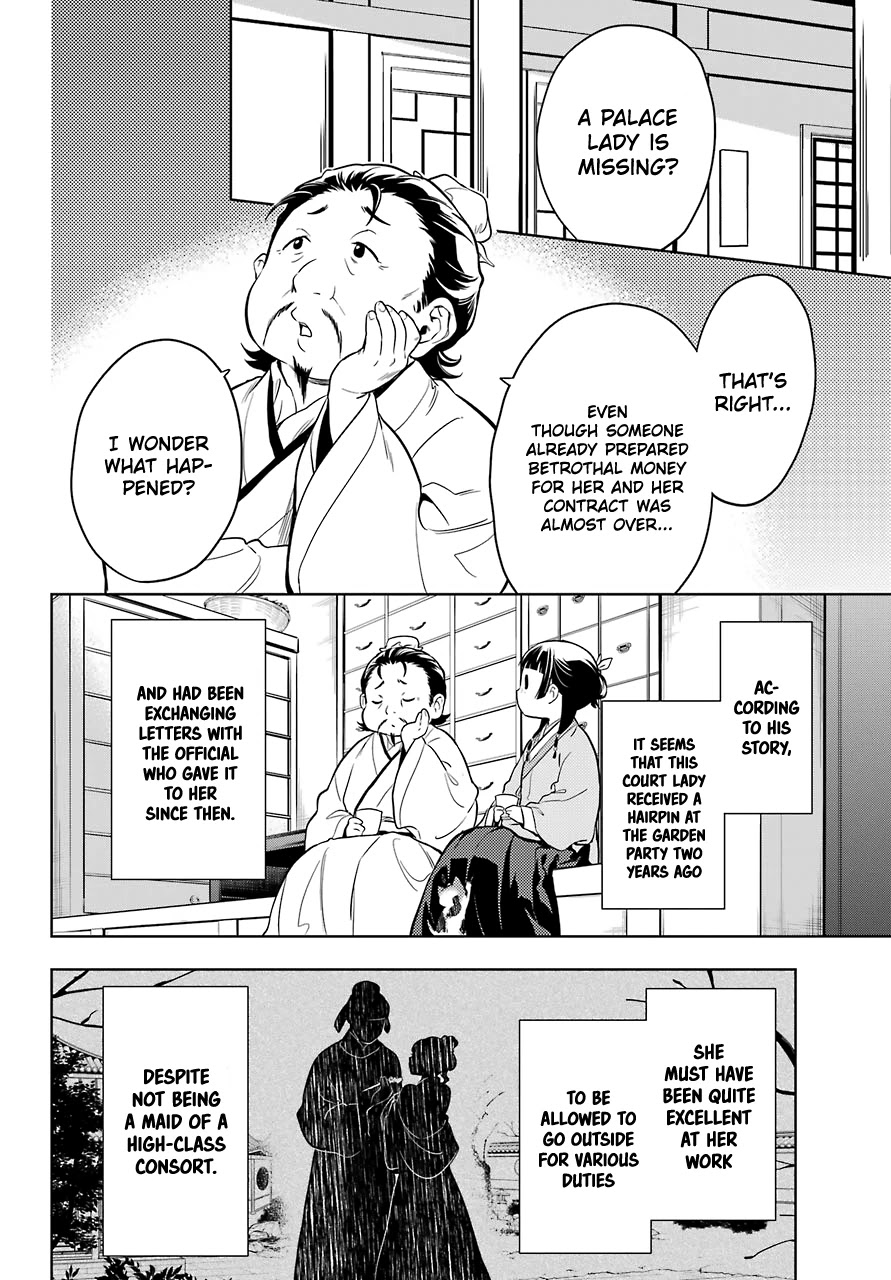 A PALACE
LADY IS
MISSING?
THAT'S
RIGHT...
EVEN
THOUGH SOMEONE
ALREADY PREPARED
BETROTHAL MONEY
FOR HER AND HER
CONTRACT WAS
ALMOST OVER...
I WONDER
WHAT HAP-
PENED?
AC-
CORDING
TO HIS
STORY,
IT SEEMS
THAT THIS
COURT LADY
RECEIVED A
HAIRPIN AT
THE GARDEN
PARTY TWO
YEARS AGO
AND HAD BEEN
EXCHANGING
LETTERS WITH
THE OFFICIAL
WHO GAVE IT
TO HER
SINCE THEN.
SHE
MUST HAVE
BEEN QUITE
EXCELLENT
AT HER
WORK
TO BE
ALLOWED TO
GO OUTSIDE
FOR VARIOUS
DUTIES
DESPITE
NOT BEING
A MAID OF A
HIGH-CLASS
CONSORT.